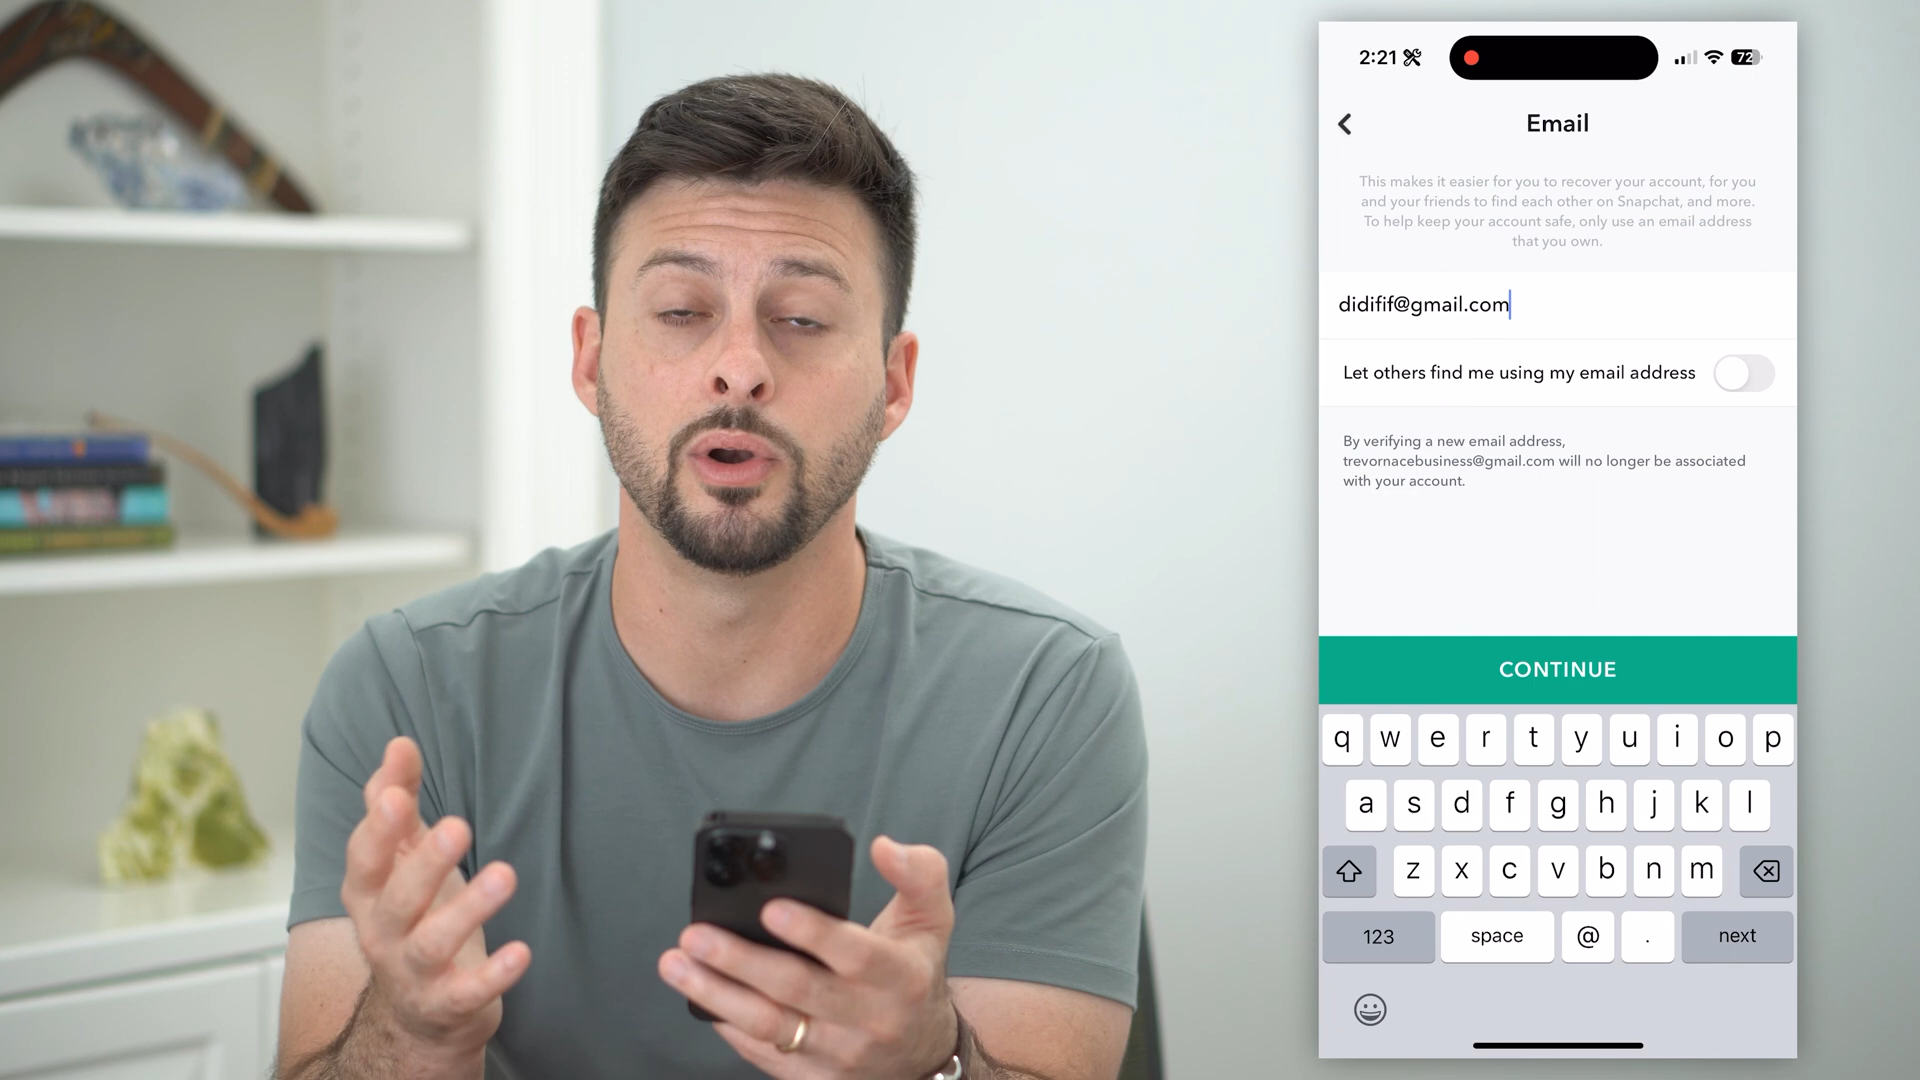 2:21
72
Email
This makes it easier for you to recover your account, for you
and your friends to find each other on Snapchat, and more.
To help keep your account safe, only use an email address
that you own.
didifif@gmail.com
Let others find me using my email address
By verifying a new email address,
trevornacebusiness@gmail.com will no longer be associated
with your account.
CONTINUE
q w e r t y u i o p
a s d f g h j k l
z x c v b n m
123 space @ . next